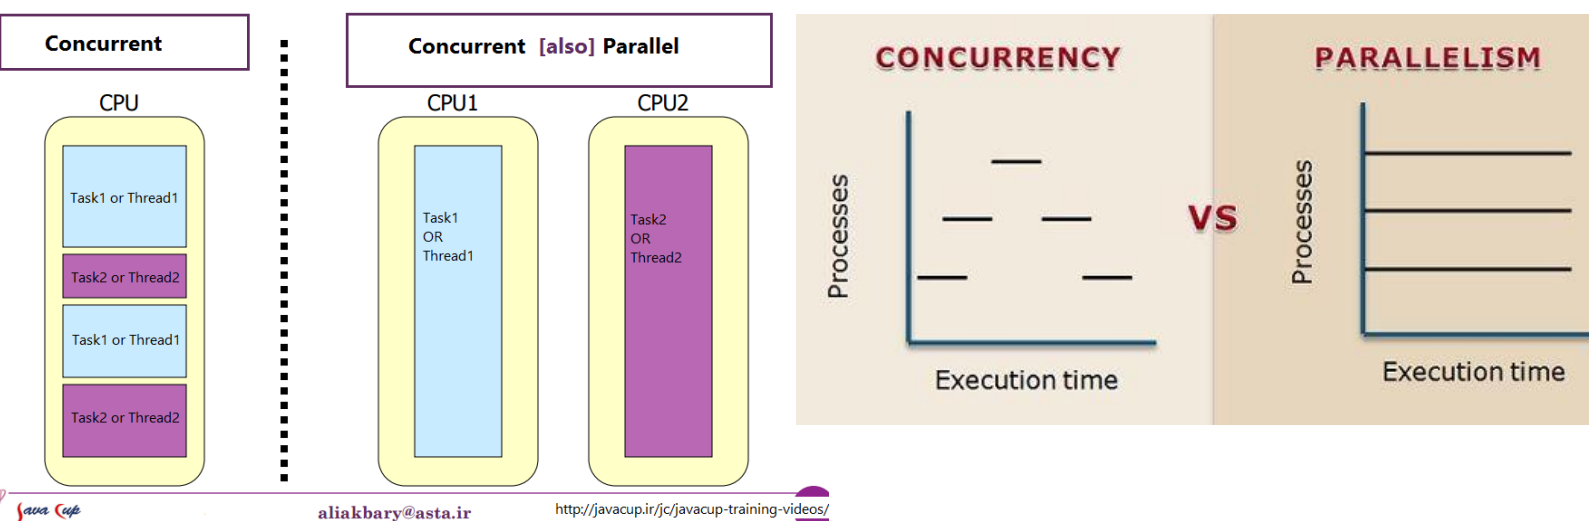 Concurrent
Concurrent [also] Parallel
CPU
CPU1
CPU2
Task1 or Thread1
Task2 or Thread2
Task1 or Thread1
Task2 or Thread2
Task1
OR
Thread1
Task2
OR
Thread2
Java Cup
aliakbary@asta.ir
http://javacup.ir/jc/javacup-training-videos/
CONCURRENCY
Processes
Execution time
VS
PARALLELISM
Processes
Execution time